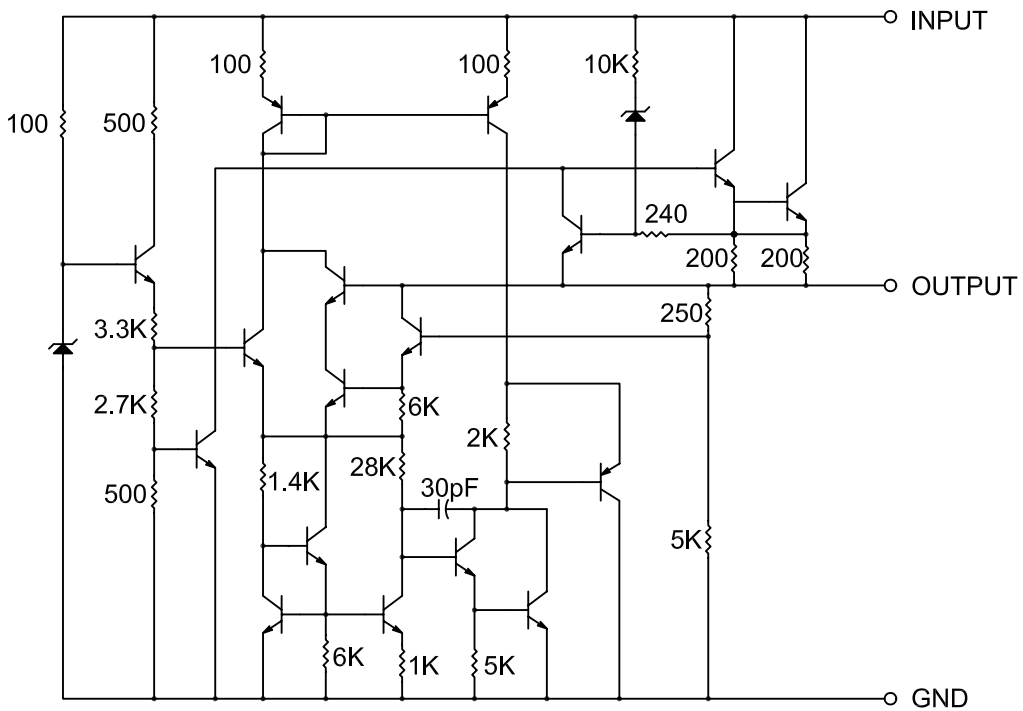 INPUT
100
100
10K
100
500
240
200
200
OUTPUT
250
3.3K
2.7K
6K
2K
28K
1.4K
30pF
500
5K
6K
1K
5K
GND